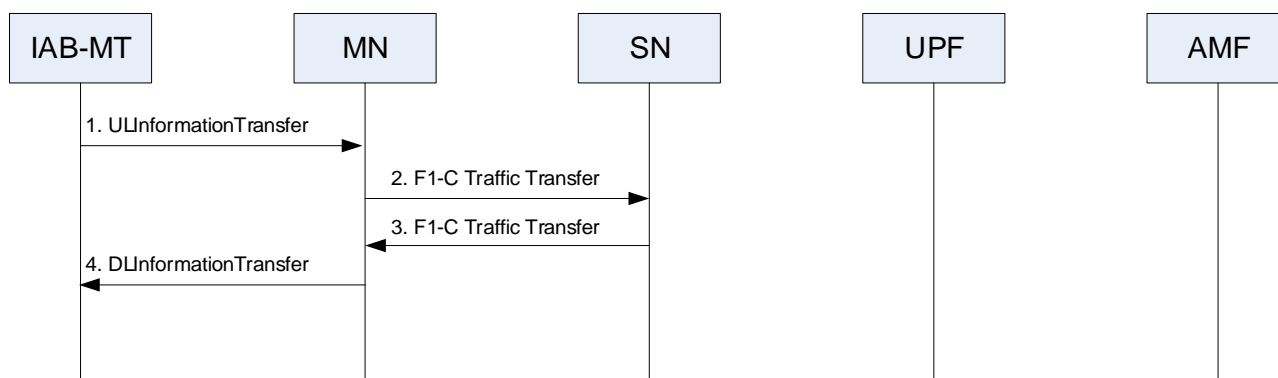 IAB-MT
MN
SN
UPF
AMF
1. ULInformationTransfer
2. F1-C Traffic Transfer
3. F1-C Traffic Transfer
4. DLInformationTransfer